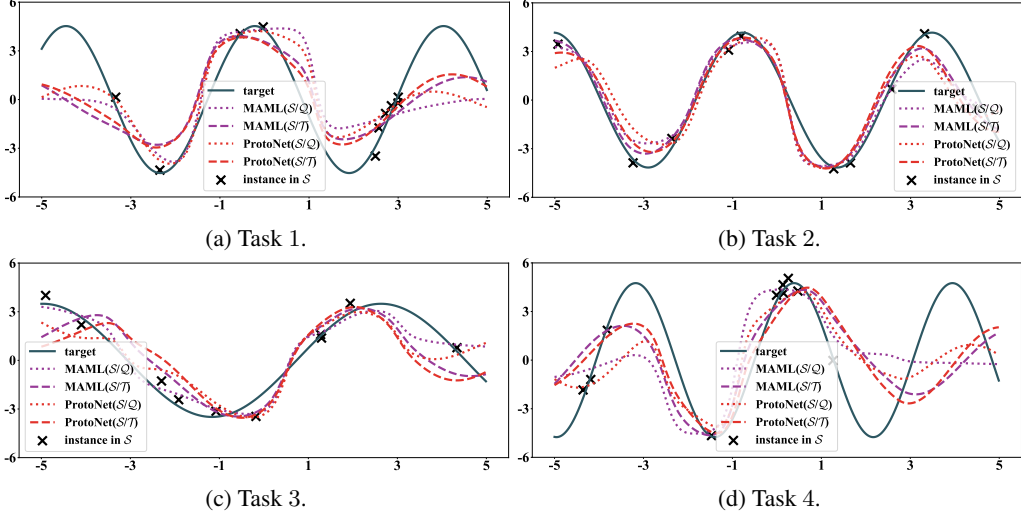 6
3
0
-3
-6
-5 -3 -1 1 3 5
target
MAML(S/Q)
MAML(S/T)
ProtoNet(S/Q)
ProtoNet(S/T)
instance in S
(a) Task 1.
6
3
0
-3
-6
-5 -3 -1 1 3 5
target
MAML(S/Q)
MAML(S/T)
ProtoNet(S/Q)
ProtoNet(S/T)
instance in S
(b) Task 2.
6
3
0
-3
-6
-5 -3 -1 1 3 5
target
MAML(S/Q)
MAML(S/T)
ProtoNet(S/Q)
ProtoNet(S/T)
instance in S
(c) Task 3.
6
3
0
-3
-6
-5 -3 -1 1 3 5
target
MAML(S/Q)
MAML(S/T)
ProtoNet(S/Q)
ProtoNet(S/T)
instance in S
(d) Task 4.